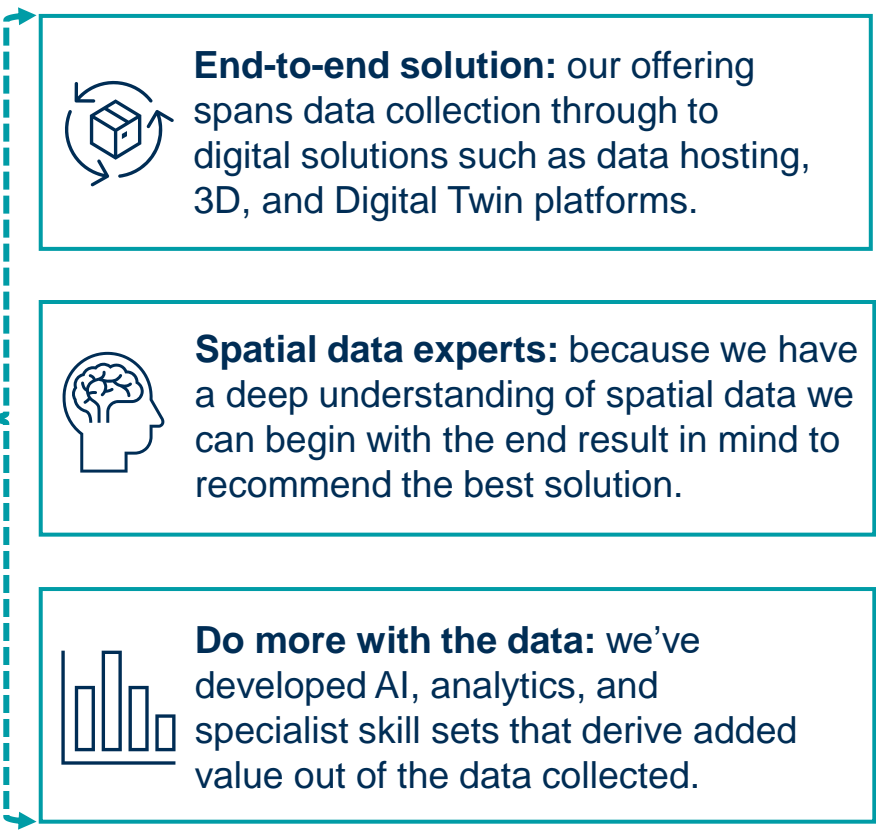 End-to-end solution: our offering
spans data collection through to
digital solutions such as data hosting,
3D, and Digital Twin platforms.
Spatial data experts: because we have
a deep understanding of spatial data we
can begin with the end result in mind to
recommend the best solution.
Do more with the data: we’ve
developed AI, analytics, and
specialist skill sets that derive added
value out of the data collected.